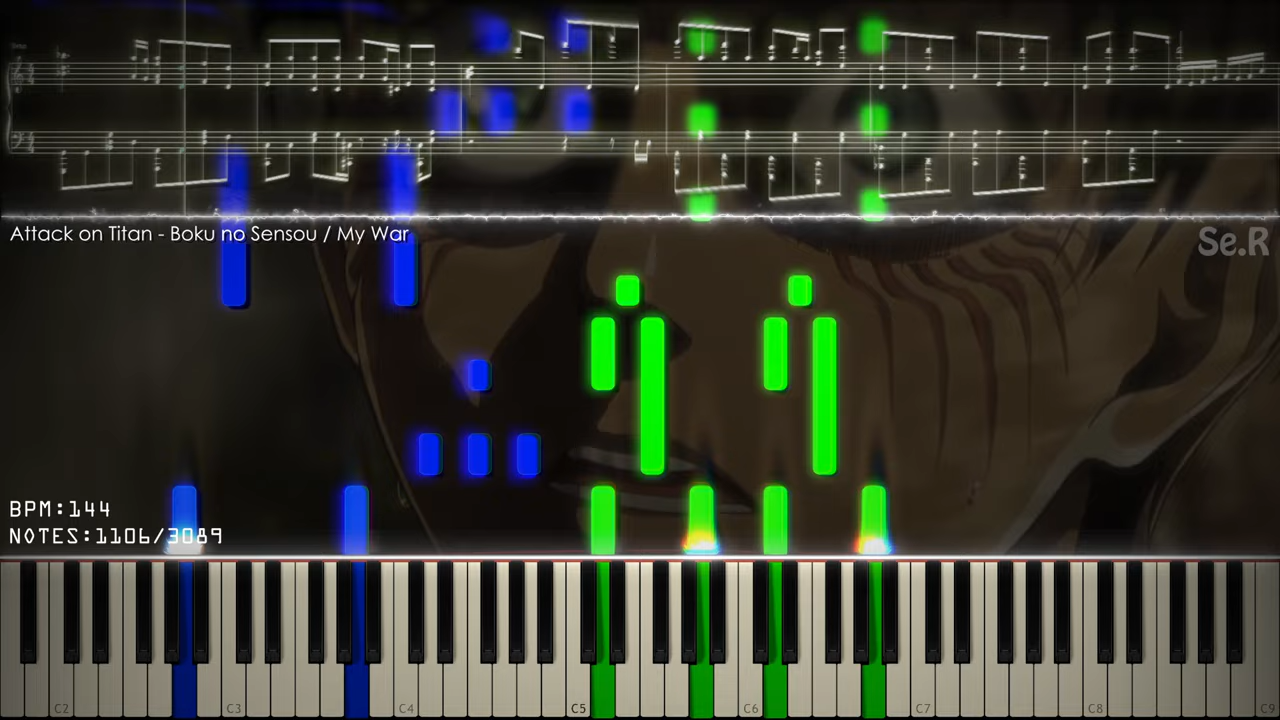 Attack on Titan - Boku no Sensou / My War
Se.R
BPM:144
NOTES:1106/3089
C2 C3 C4 C5 C6 C7 C8 C9